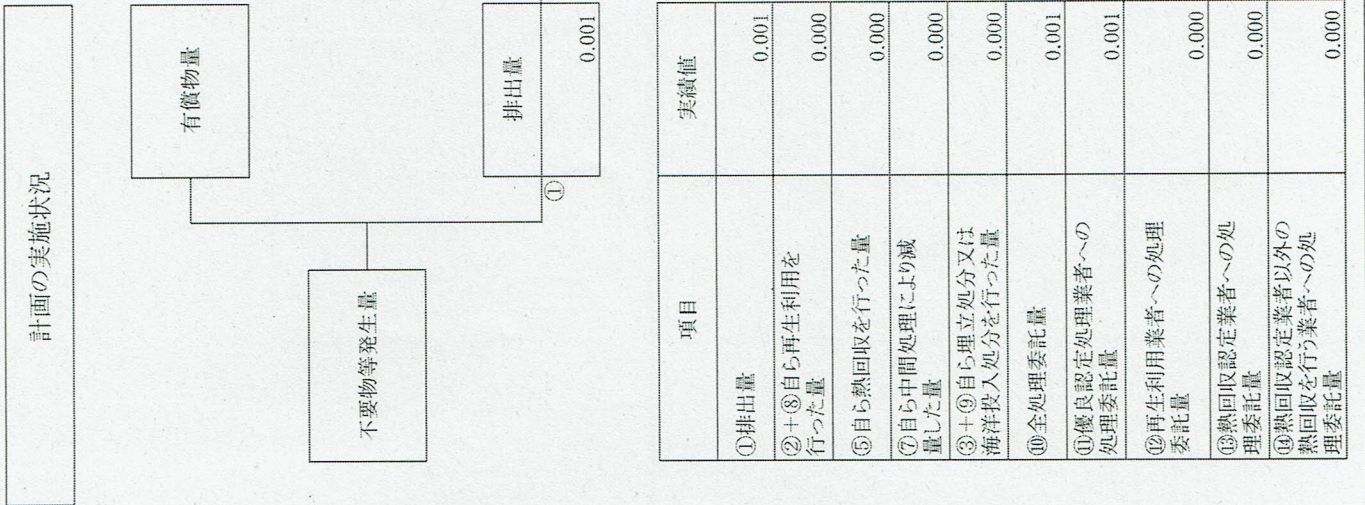 計画の実施状況
不要物等発生量
有償物量
排出量
①
0.001
項目
実績値
①排出量
0.001
②+⑧自ら再生利用を
行った量
0.000
⑤自ら熱回収を行った量
0.000
⑦自ら中間処理により減
量した量
0.000
③+⑨自ら埋立処分又は
海洋投入処分を行った量
0.000
⑩全処理委託量
0.001
⑪優良認定処理業者への
処理委託量
0.001
⑫再生利用業者への処理
委託量
0.000
⑬熱回収認定業者への処
理委託量
0.000
⑭熱回収認定業者以外の
熱回収を行う業者への処
理委託量
0.000